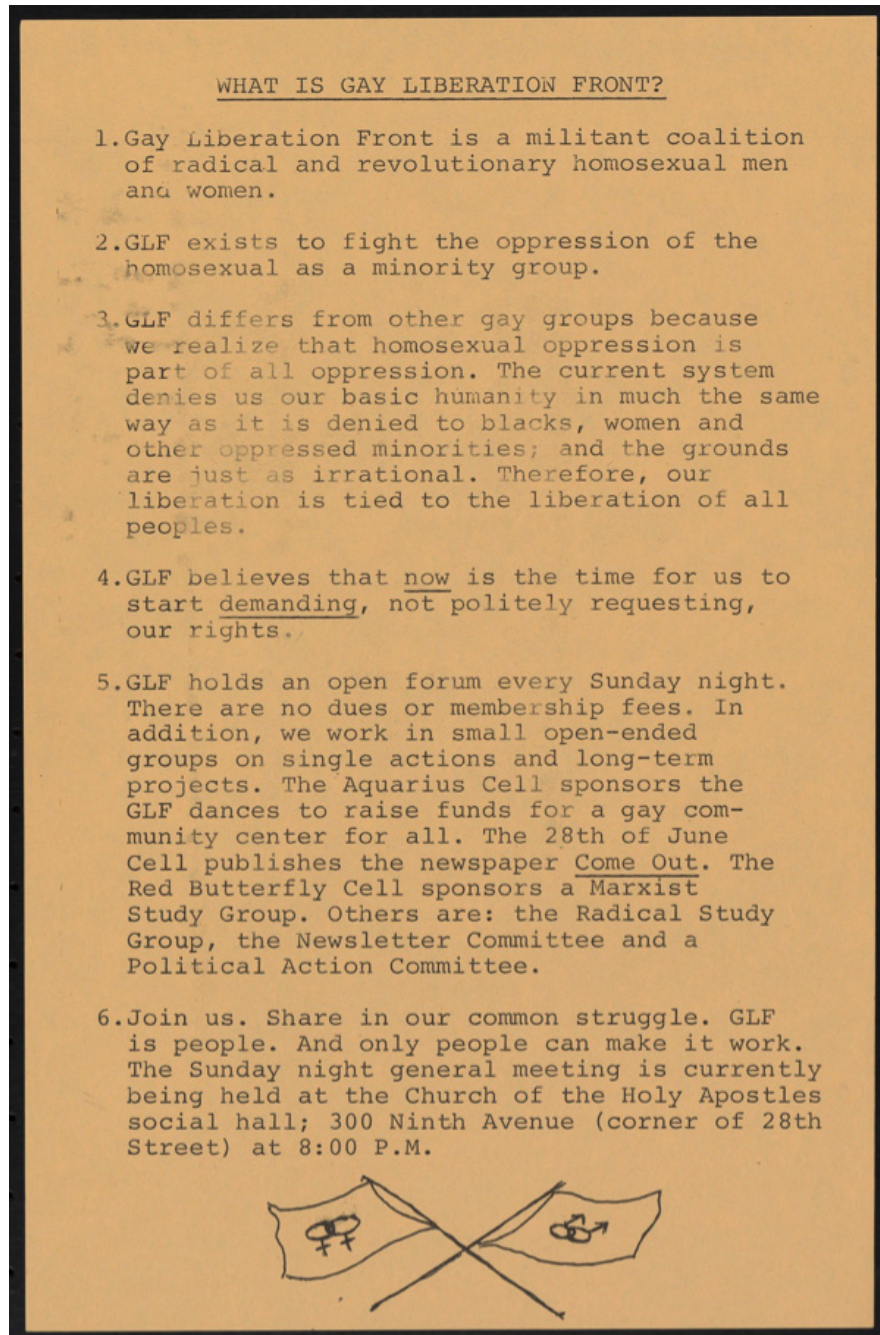 WHAT IS GAY LIBERATION FRONT?
1.Gay Liberation Front is a militant coalition
of radical and revolutionary homosexual men
and women.
2.GLF exists to fight the oppression of the
homosexual as a minority group.
3.GLF differs from other gay groups because
we realize that homosexual oppression is
part of all oppression. The current system
denies us our basic humanity in much the same
way as it is denied to blacks, women and
other oppressed minorities; and the grounds
are just as irrational. Therefore, our
liberation is tied to the liberation of all
peoples.
4.GLF believes that now is the time for us to
start demanding, not politely requesting,
our rights.
5.GLF holds an open forum every Sunday night.
There are no dues or membership fees. In
addition, we work in small open-ended
groups on single actions and long-term
projects. The Aquarius Cell sponsors the
GLF dances to raise funds for a gay com-
munity center for all. The 28th of June
Cell publishes the newspaper Come Out. The
Red Butterfly Cell sponsors a Marxist
Study Group. Others are: the Radical Study
Group, the Newsletter Committee and a
Political Action Committee.
6.Join us. Share in our common struggle. GLF
is people. And only people can make it work.
The Sunday night general meeting is currently
being held at the Church of the Holy Apostles
social hall; 300 Ninth Avenue (corner of 28th
Street) at 8:00 P.M.